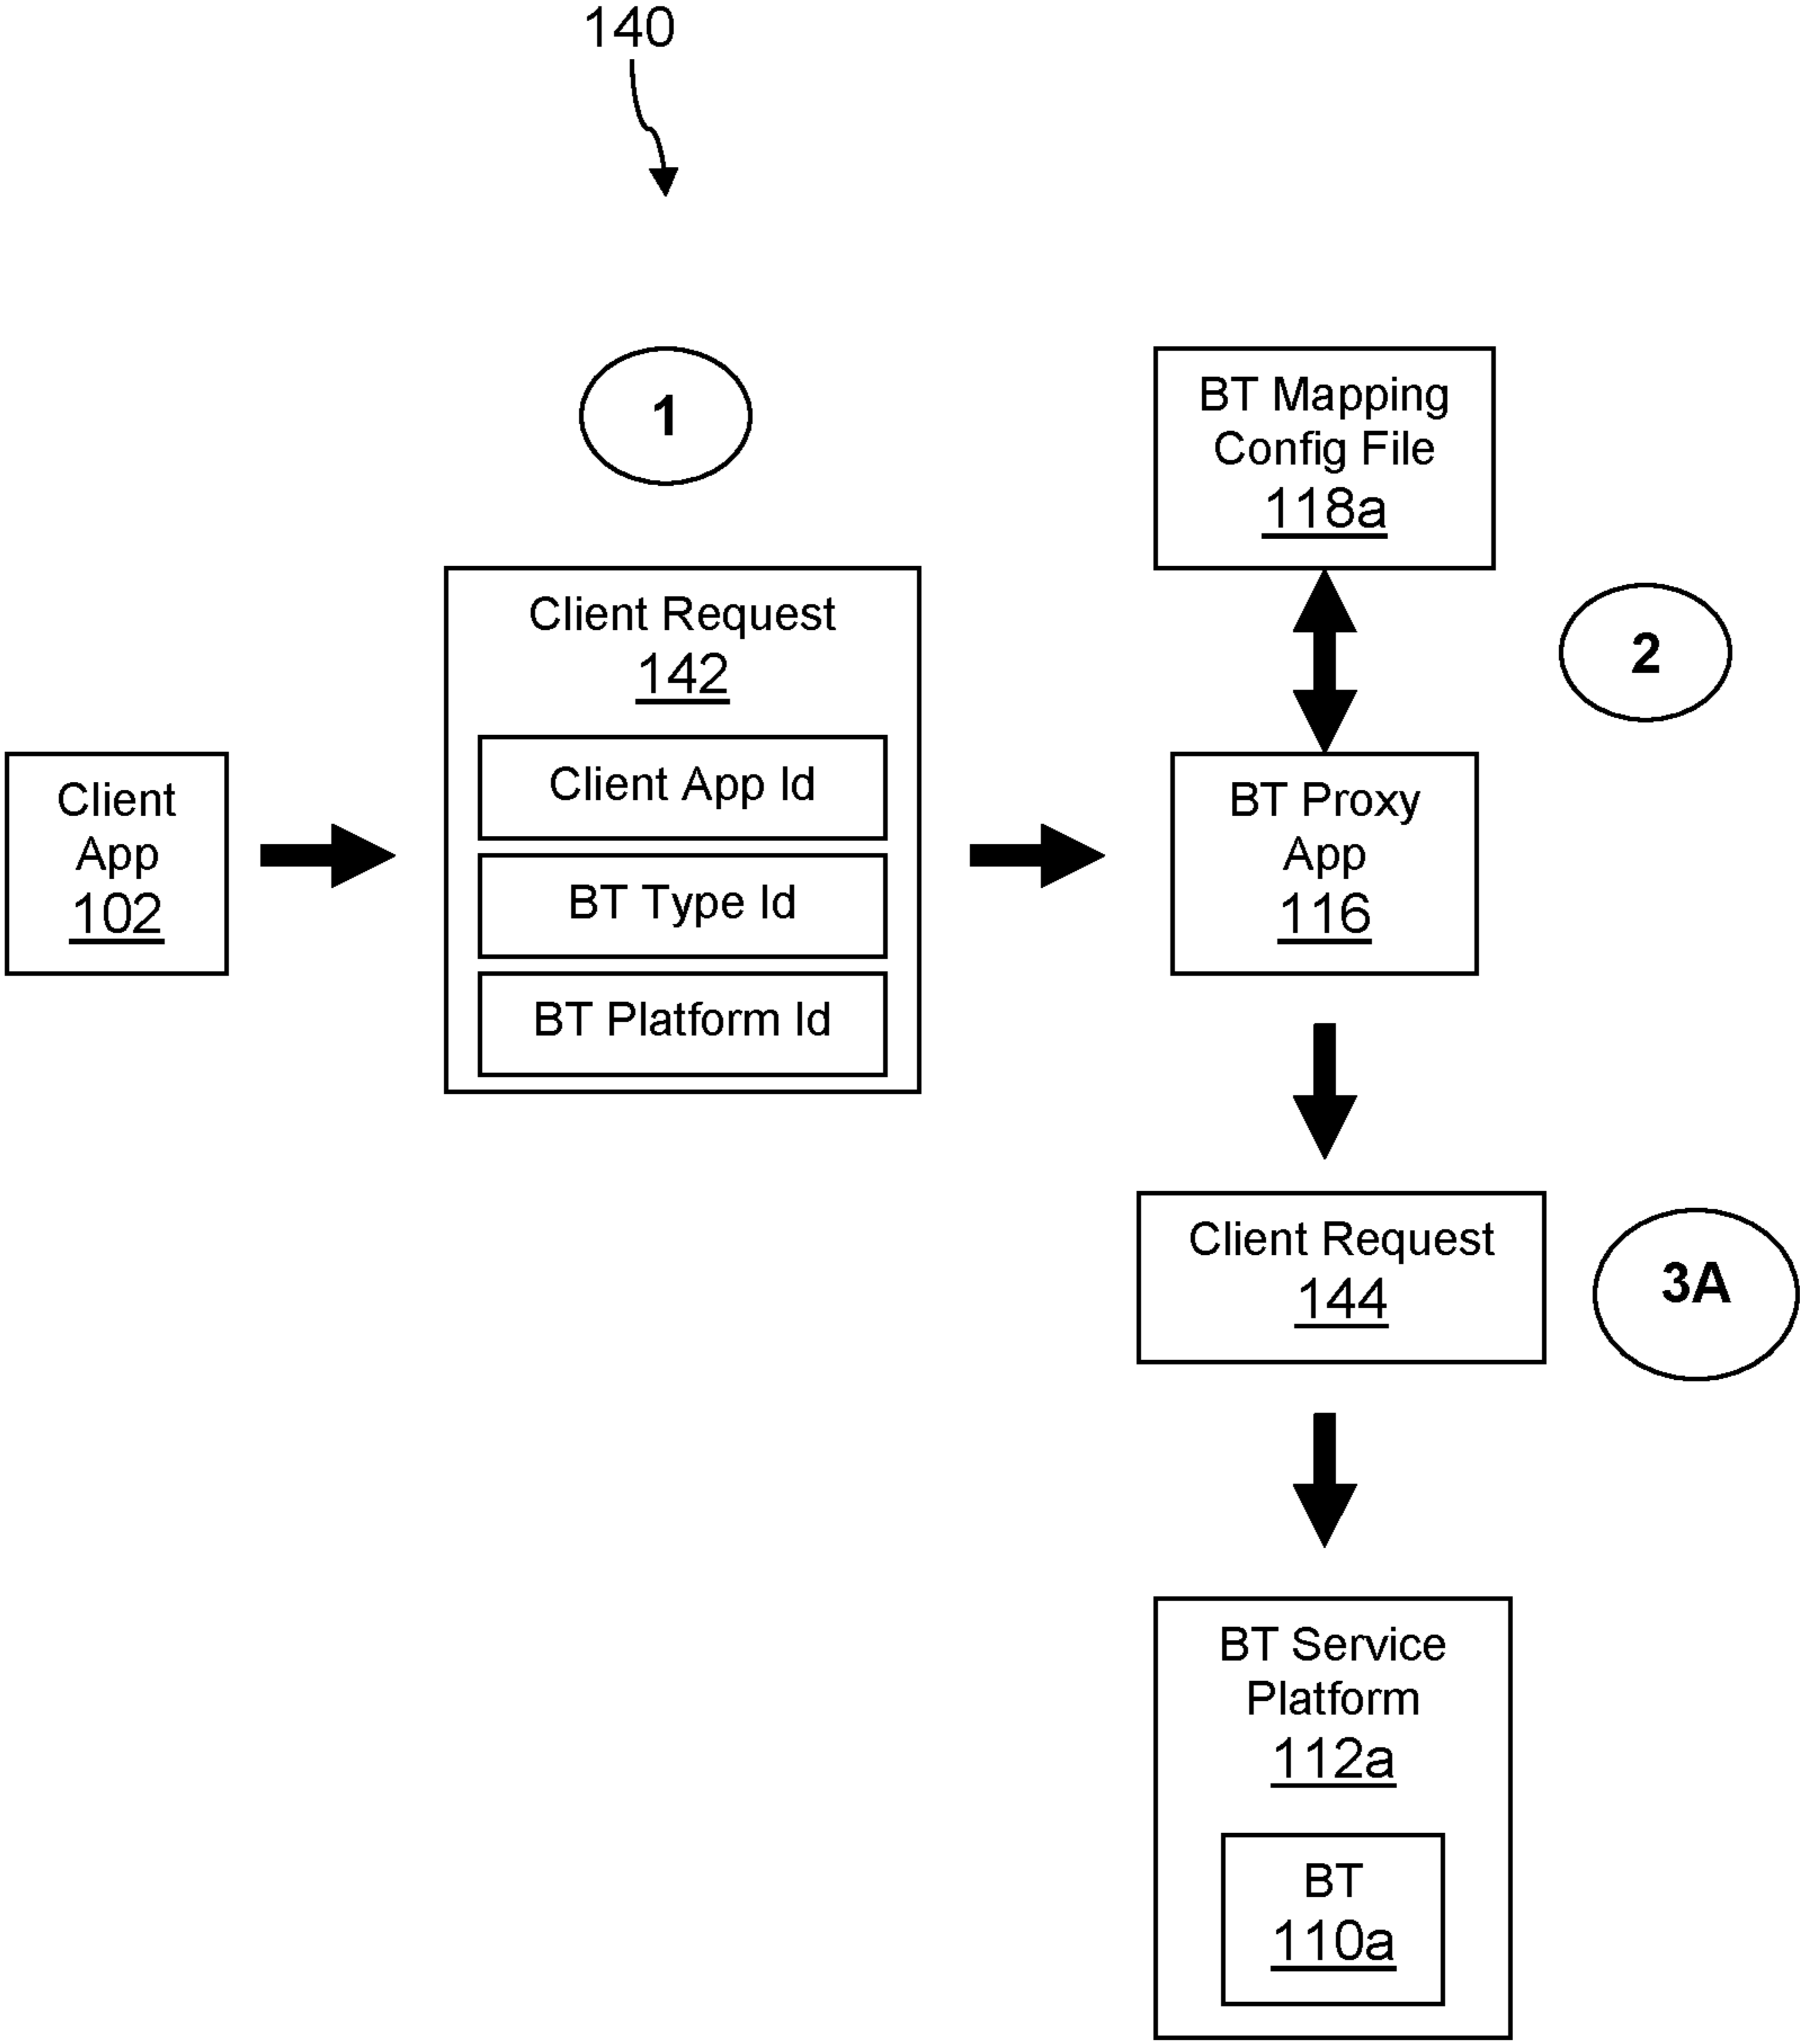 140
1
BT Mapping
Config File
118a
2
Client Request
142
Client App Id
BT Type Id
BT Platform Id
Client
App
102
BT Proxy
App
116
Client Request
144
3A
BT Service
Platform
112a
BT
110a